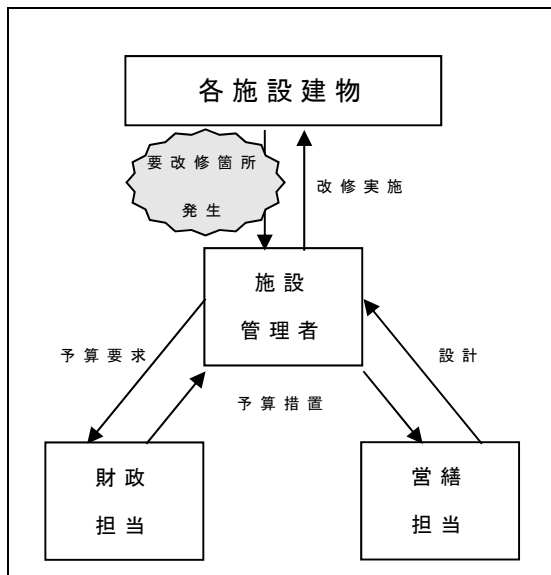 各施設建物
要改修箇所
発生
改修実施
施設
管理者
予算要求
設計
予算措置
財政
担当
営繕
担当